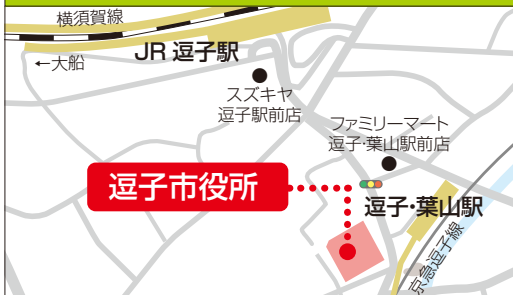 横須賀線
←大船
JR 逗子駅
スズキヤ
逗子駅前店
ファミリーマート
逗子・葉山駅前店
逗子市役所
逗子・葉山駅
京急逗子線